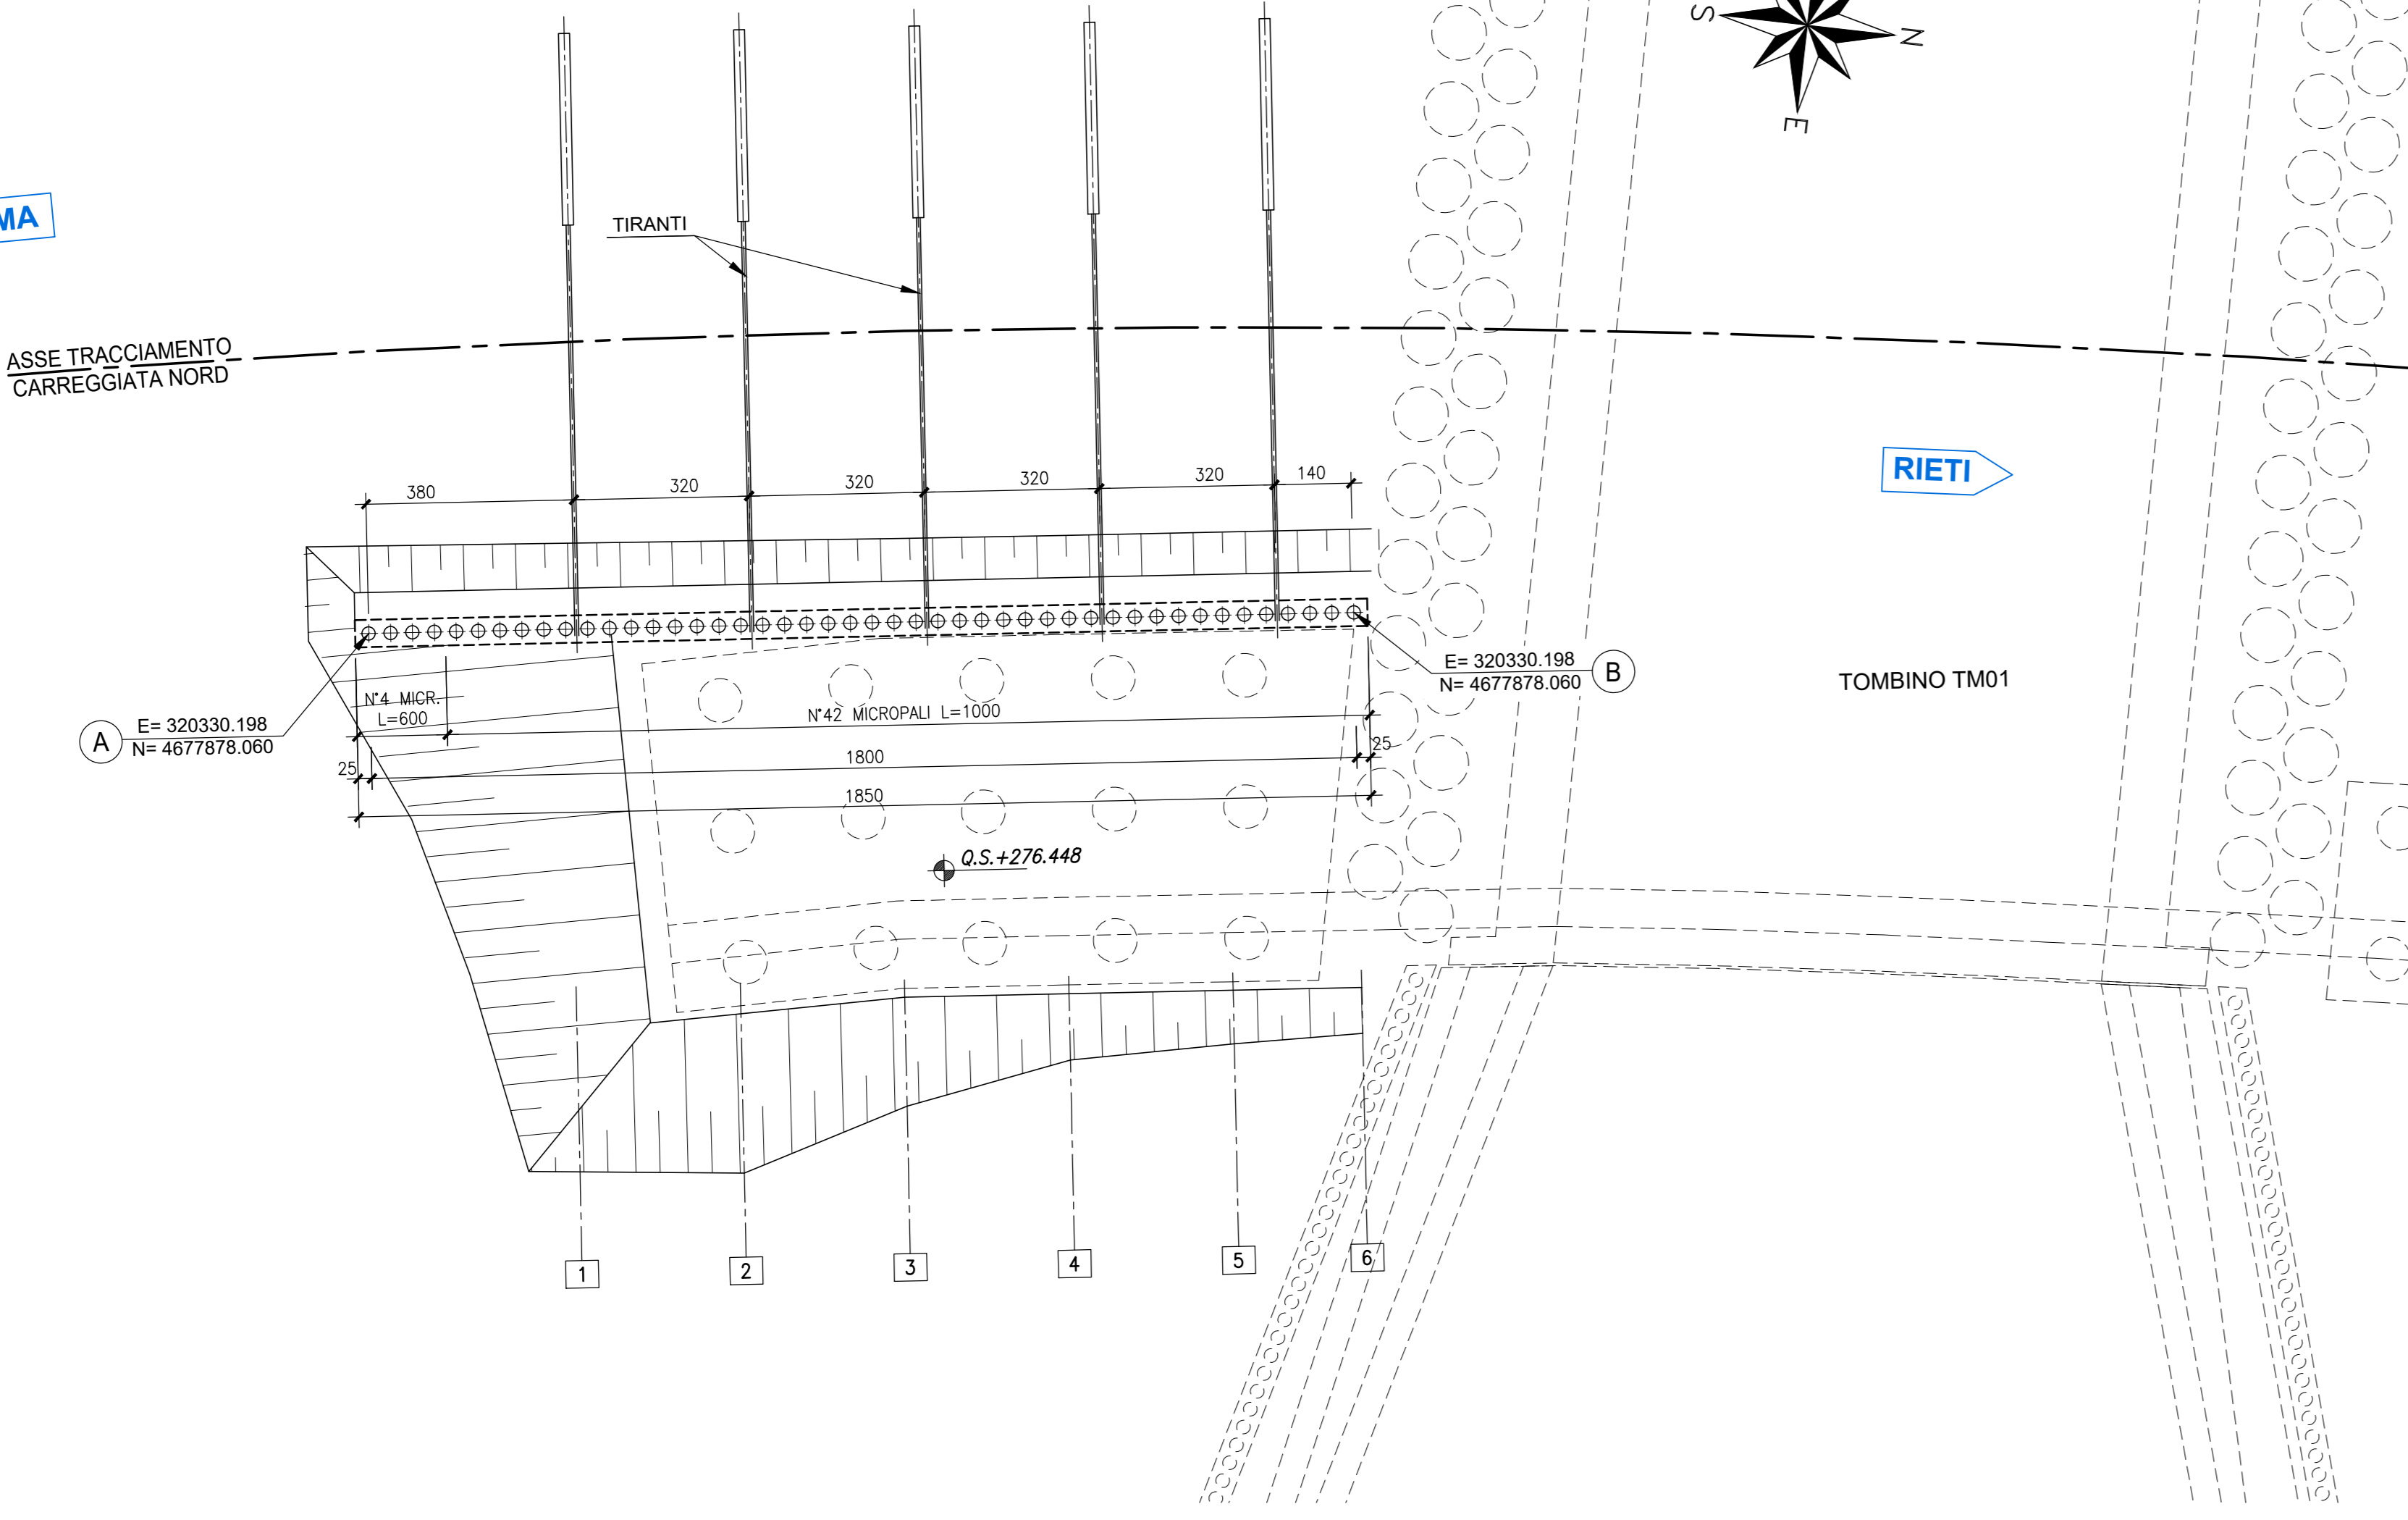 S
N
E
MA
TIRANTI
ASSE TRACCIAMENTO
CARREGGIATA NORD
RIETI
380
320
320
320
320
140
E= 320330.198
N= 4677878.060
B
TOMBINO TM01
N°4 MICR.
L=600
N°42 MICROPALI L=1000
A
E= 320330.198
N= 4677878.060
25
1800
25
1850
Q.S.+276.448
1
2
3
4
5
6